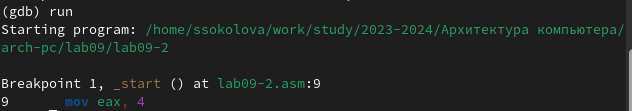 (gdb) run
Starting program: /home/ssokolova/work/study/2023-2024/Архитектура компьютера/
arch-pc/lab09/lab09-2
Breakpoint 1, _start () at lab09-2.asm:9
9 mov eax, 4